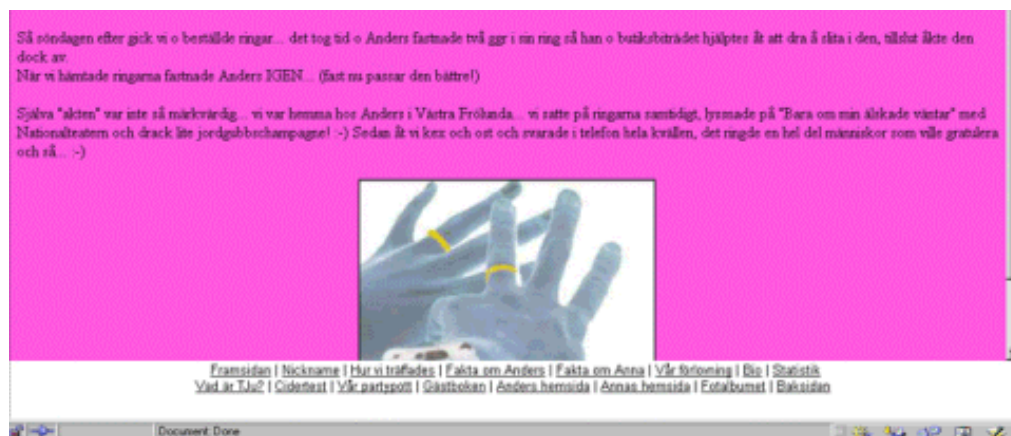 Så söndagen efter gick vi o beställde ringar... det tog tid o Anders fastnade två ggr i sin ring så han o butiksbiträdet hjälptes åt att dra å slita i den, tillslut åkte den
dock av.
När vi hämtade ringarna fastnade Anders IGEN... (fast nu passar den bättre!)
Själva "akten" var inte så märkvärdig... vi var hemma hos Anders i Västra Frölunda... vi satte på ringarna samtidigt, lyssnade på "Bara om min älskade väntar" med
Nationalteatern och drack lite jordgubbschampagne! :-) Sedan åt vi kex och ost och svarade i telefon hela kvällen, det ringde en hel del människor som ville gratulera
och så... :-)
Framsidan | Nickname | Hur vi träffades | Fakta om Anders | Fakta om Anna | Vår förlovning | Bio | Statistik
Vad är TJu? | Cidertest | Vår partypott | Gästboken | Anders hemsida | Annas hemsida | Fotalbumet | Baksidan
Document: Done